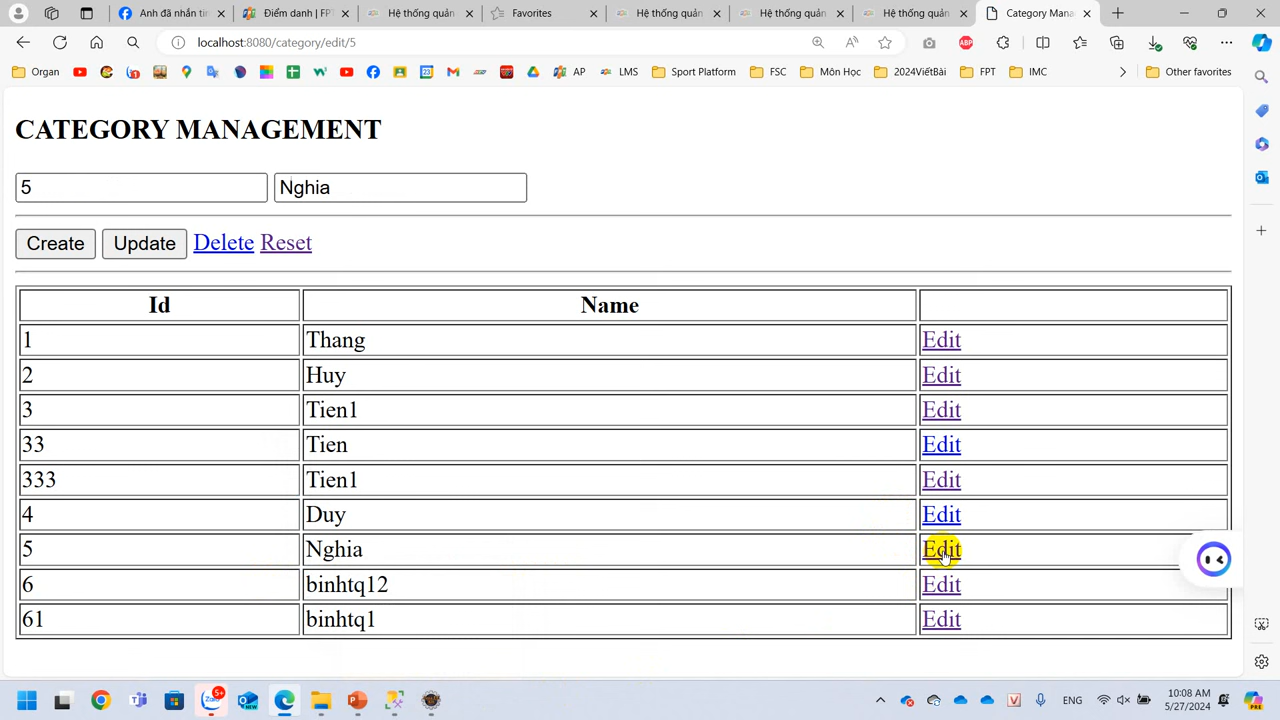 Anh đã nhắn tin
Điểm danh | FPT
Hệ thống quản
Favorites
Hệ thống quản
Hệ thống quản
Hệ thống quản
Category Mana
localhost:8080/category/edit/5
Organ
AP
LMS
Sport Platform
FSC
Môn Học
2024ViếtBài
FPT
IMC
Other favorites
CATEGORY MANAGEMENT
5 Nghia
Create Update Delete Reset
Id Name
1 Thang Edit
2 Huy Edit
3 Tien1 Edit
33 Tien Edit
333 Tien1 Edit
4 Duy Edit
5 Nghia Edit
6 binhtq12 Edit
61 binhtq1 Edit
5+
ENG
10:08 AM
5/27/2024